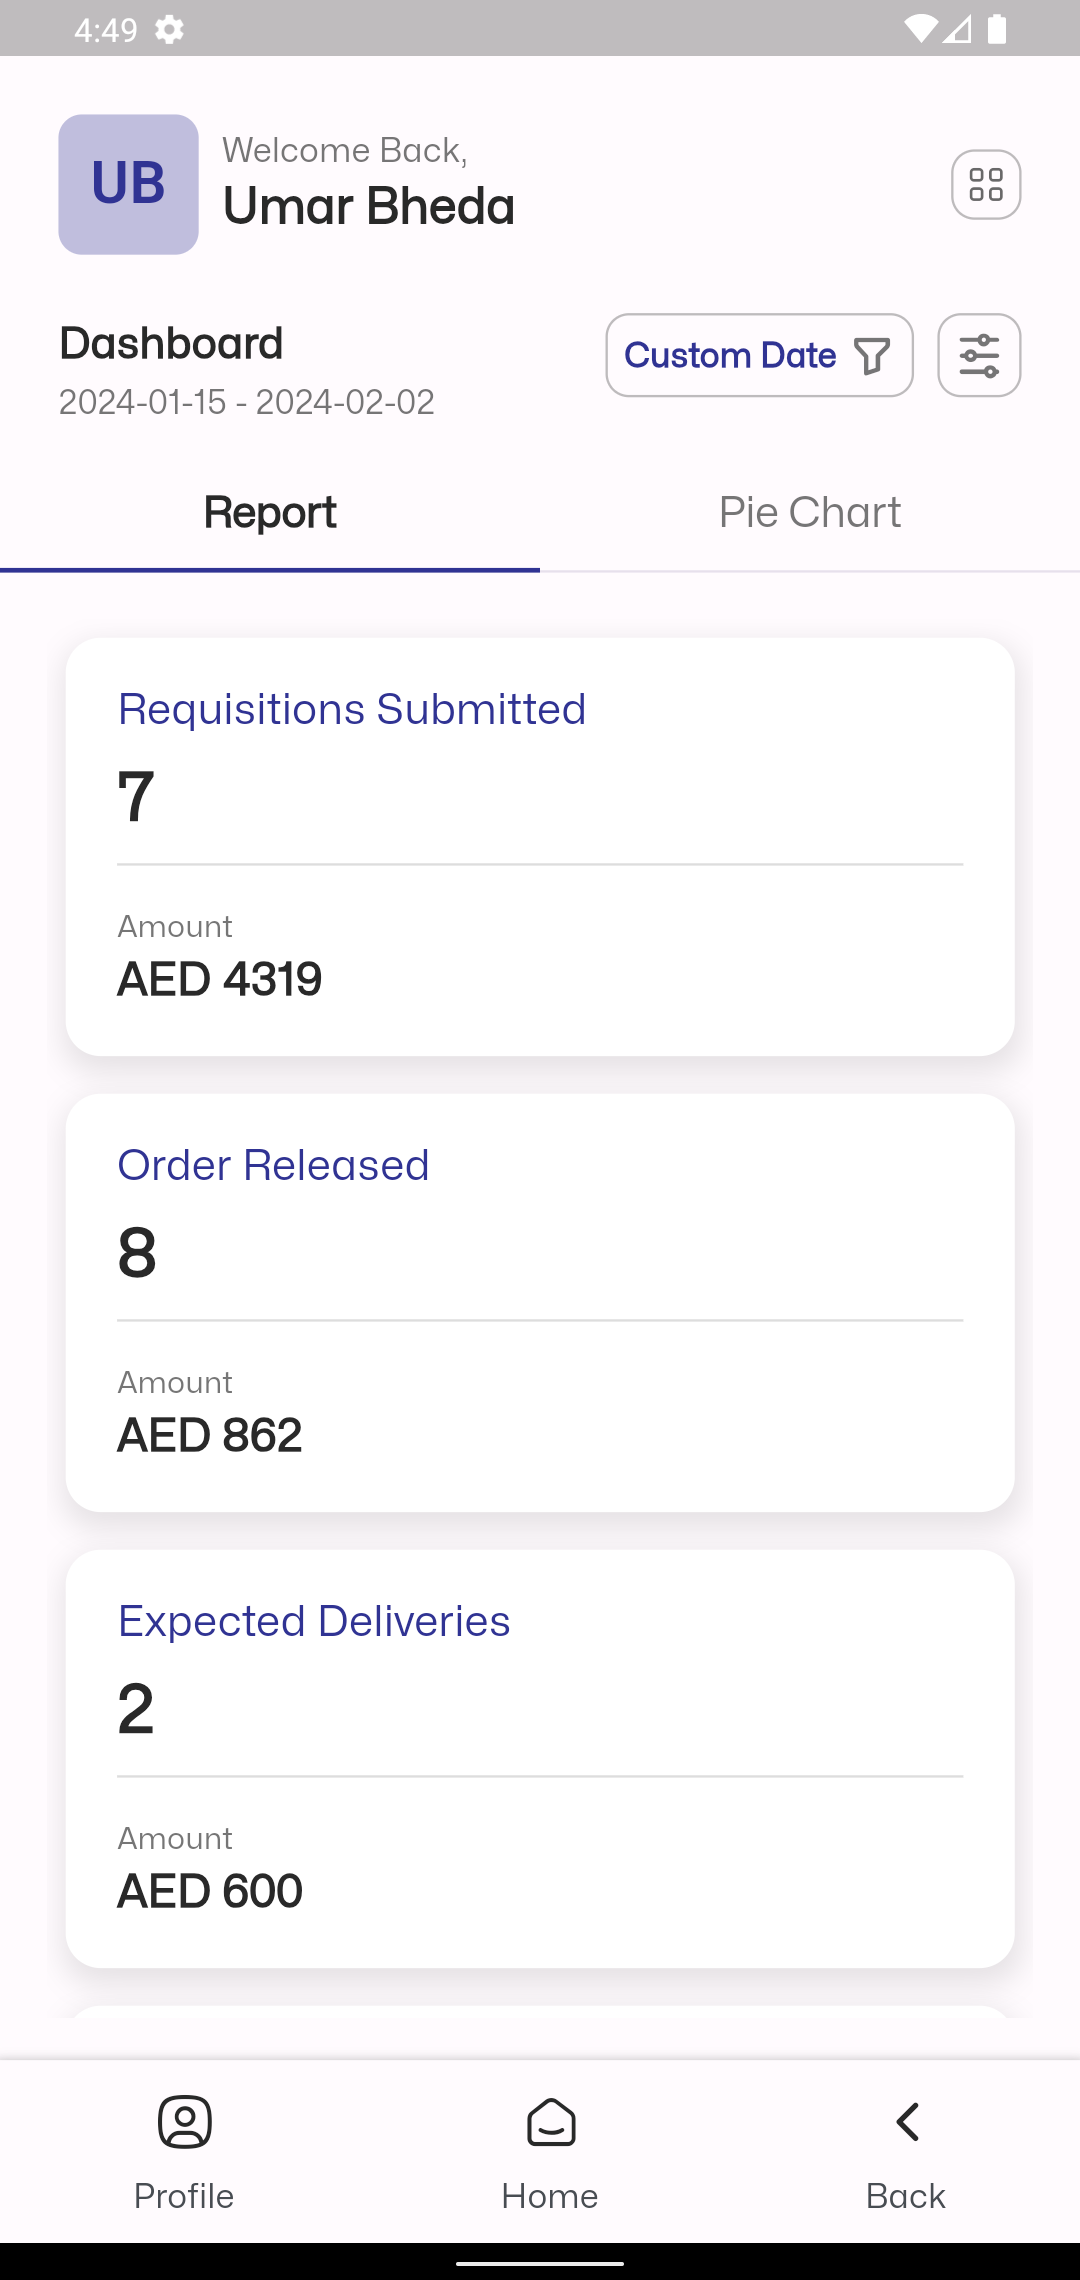 4:49
UB
Welcome Back,
Umar Bheda
Dashboard
2024-01-15 - 2024-02-02
Custom Date
Report
Pie Chart
Requisitions Submitted
7
Amount
AED 4319
Order Released
8
Amount
AED 862
Expected Deliveries
2
Amount
AED 600
Profile
Home
Back